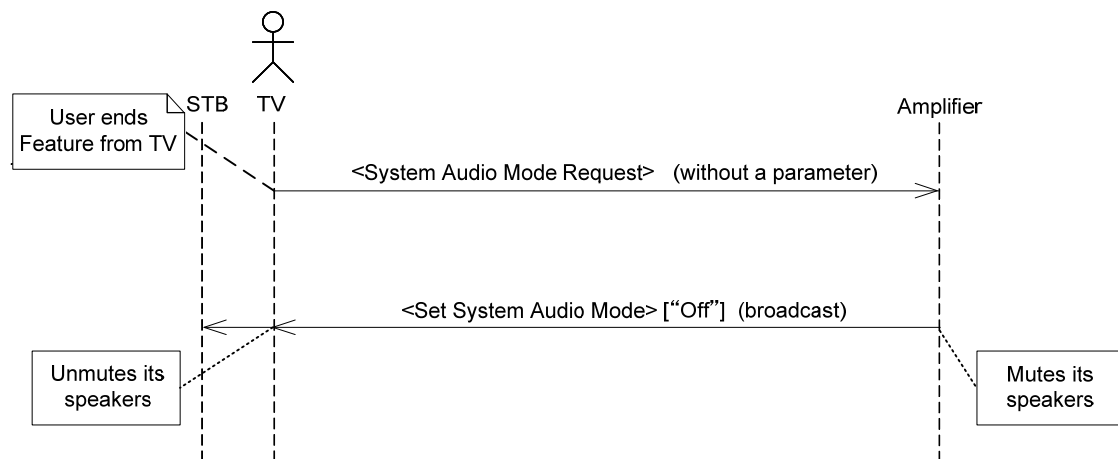 STB
TV
Amplifier
User ends
Feature from TV
<System Audio Mode Request> (without a parameter)
<Set System Audio Mode> [“Off”] (broadcast)
Unmutes its
speakers
Mutes its
speakers